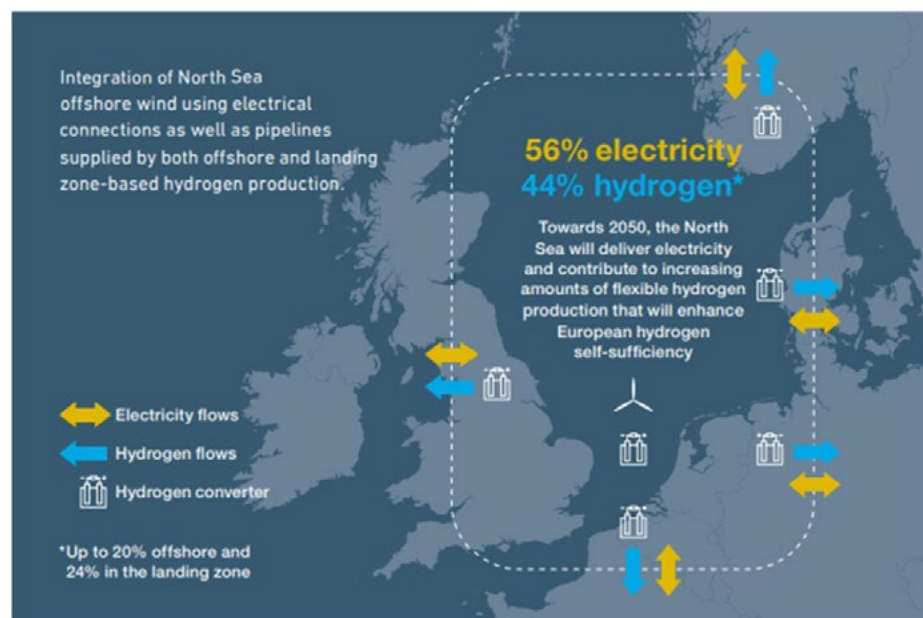 Integration of North Sea
offshore wind using electrical
connections as well as pipelines
supplied by both offshore and landing
zone-based hydrogen production.
56% electricity
44% hydrogen*
Towards 2050, the North
Sea will deliver electricity
and contribute to increasing
amounts of flexible hydrogen
production that will enhance
European hydrogen
self-sufficiency
Electricity flows
Hydrogen flows
Hydrogen converter
*Up to 20% offshore and
24% in the landing zone